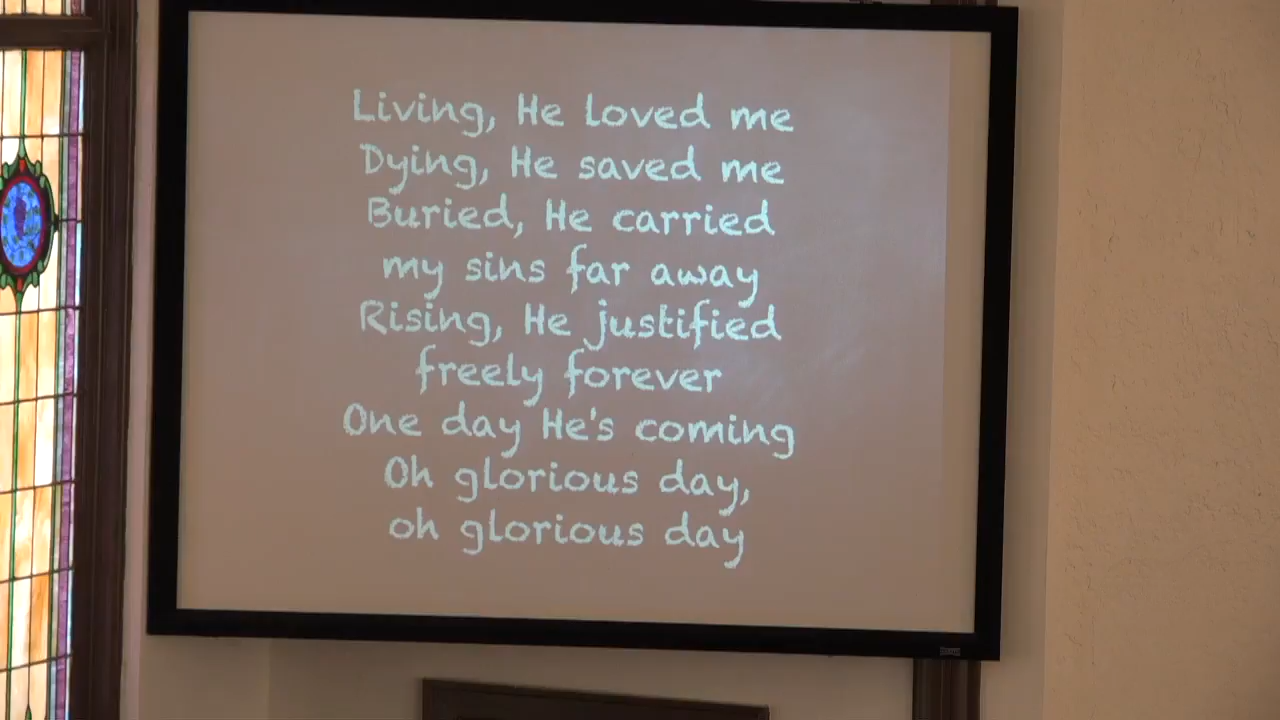 Living, He loved me
Dying, He saved me
Buried, He carried
my sins far away
Rising, He justified
freely forever
One day He's coming
Oh glorious day,
oh glorious day